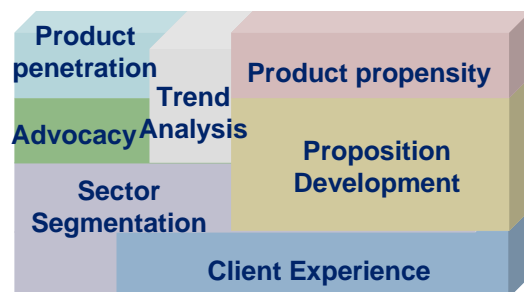 Product
penetration
Product propensity
Trend
Analysis
Advocacy
Proposition
Development
Sector
Segmentation
Client Experience